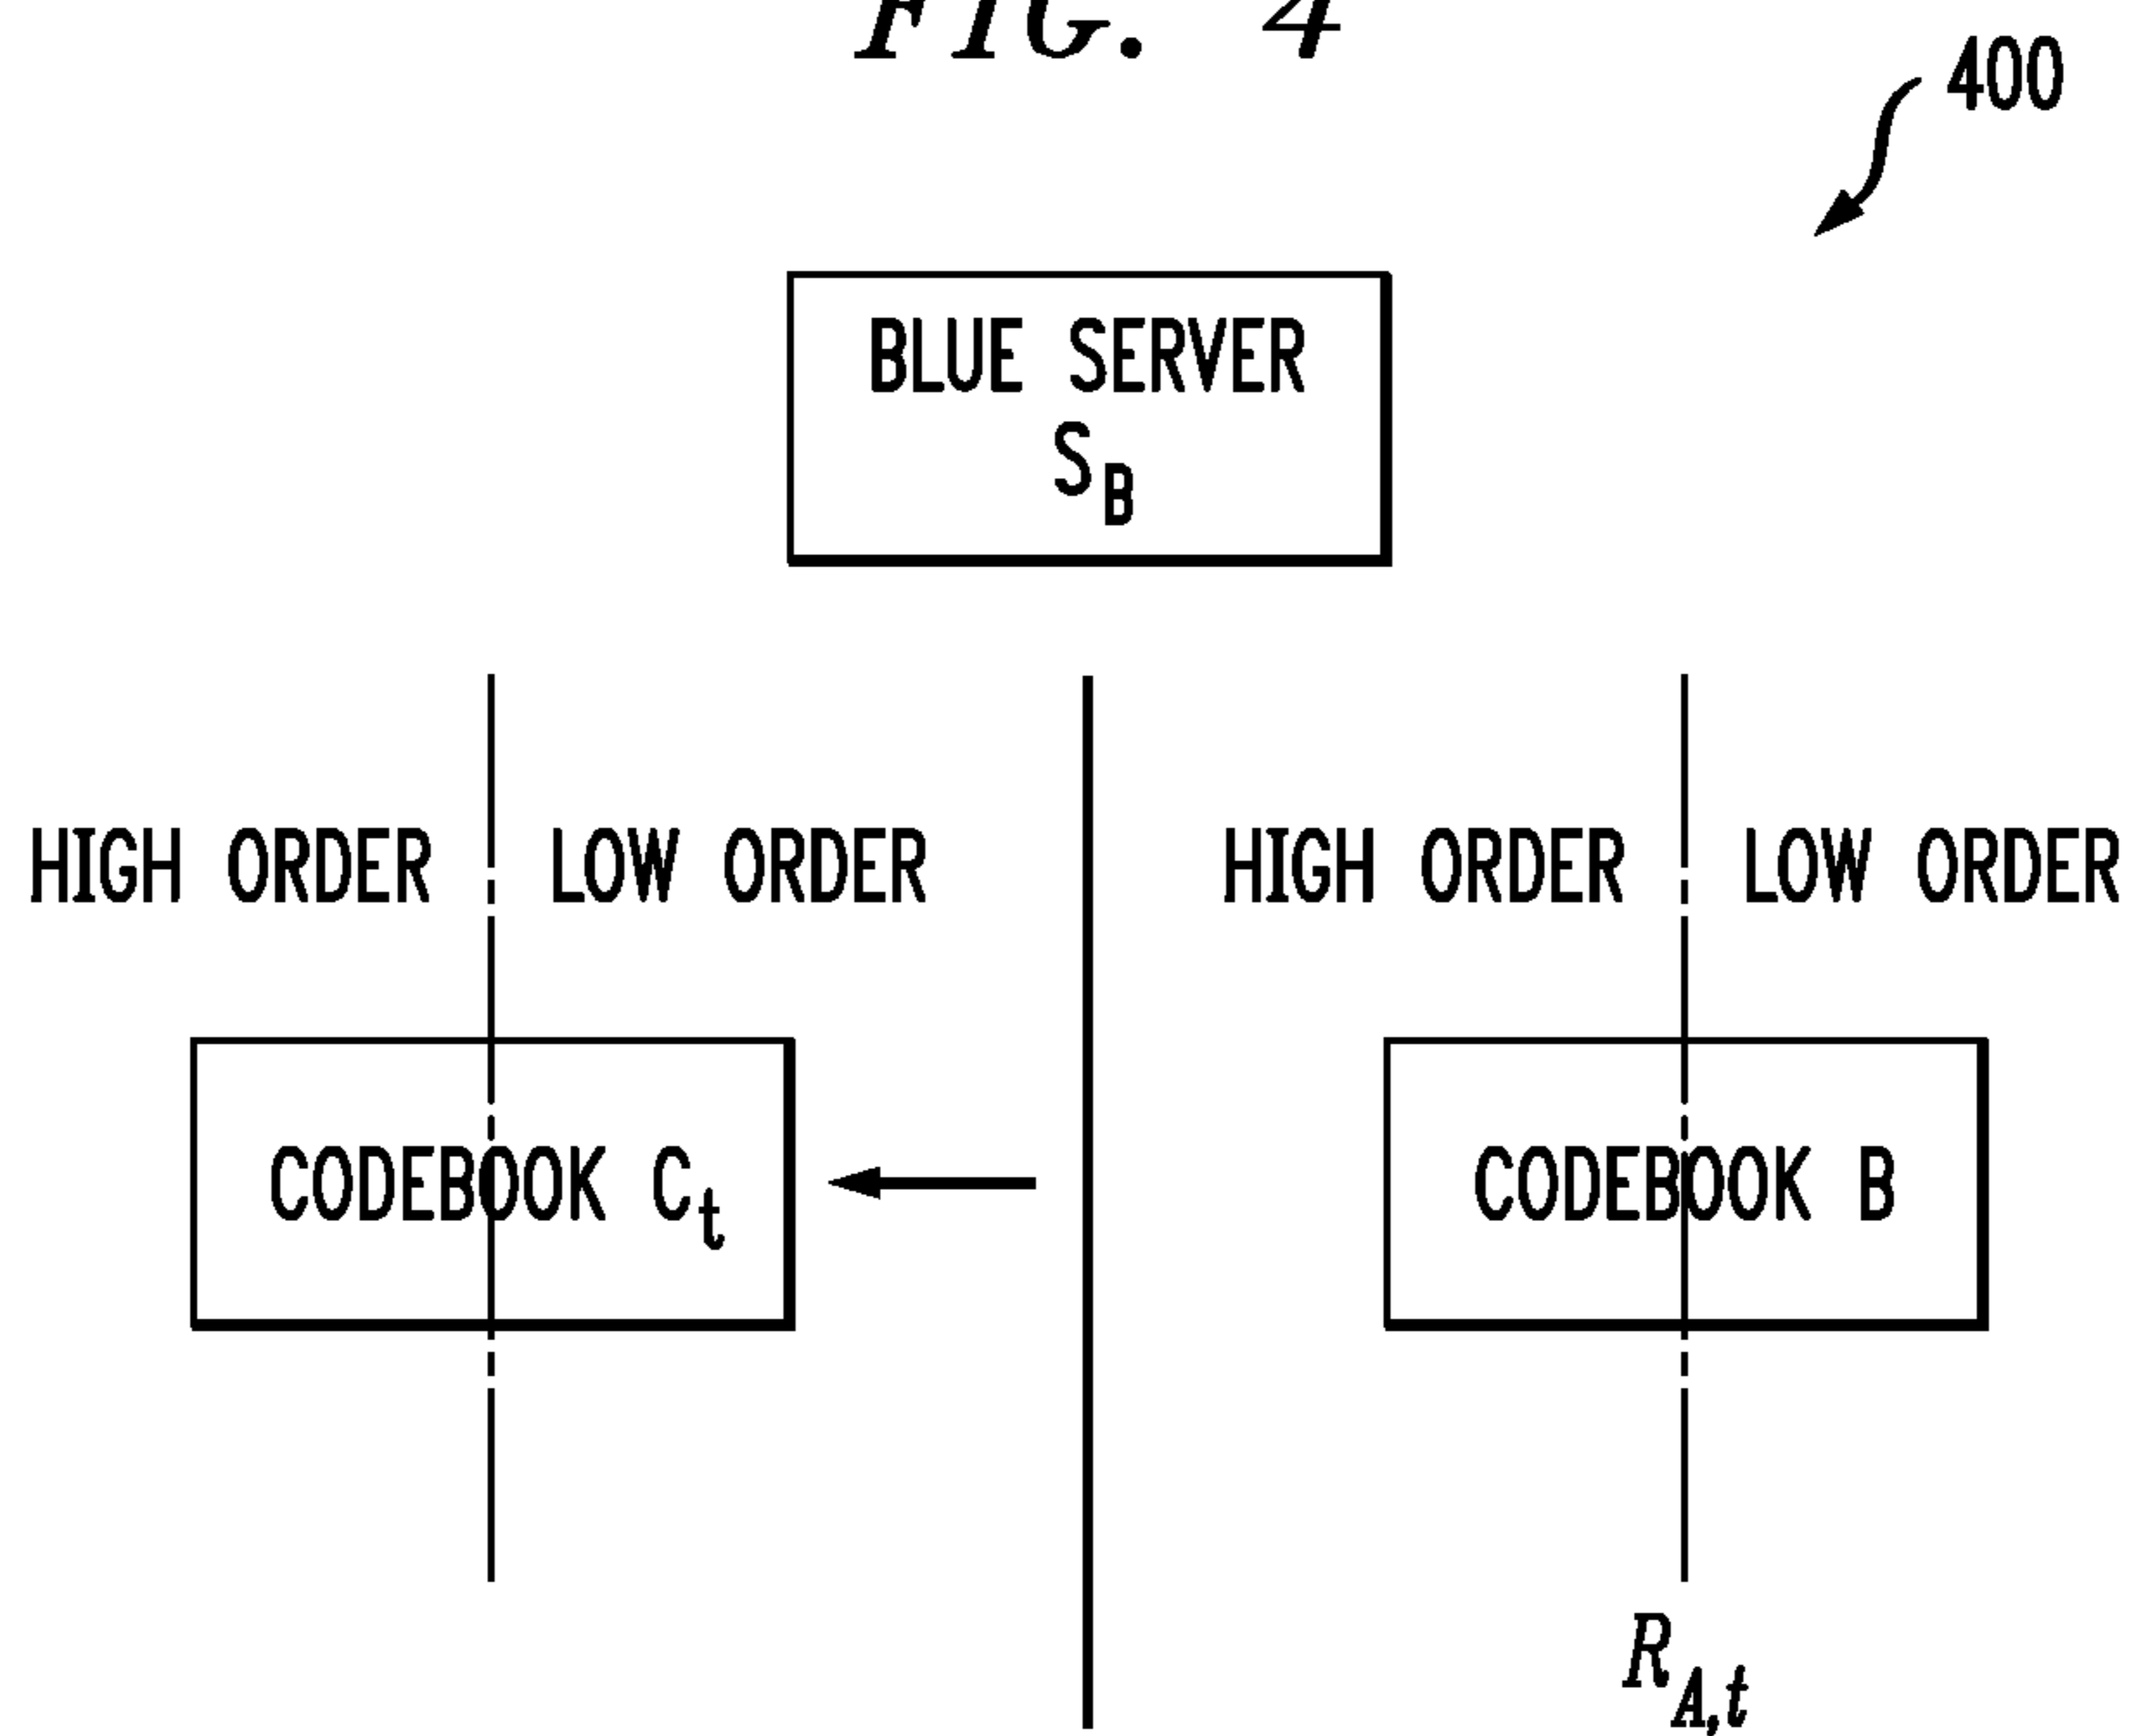 FIG. 4
400
BLUE SERVER
S_B
HIGH ORDER LOW ORDER HIGH ORDER LOW ORDER
CODEBOOK C_t CODEBOOK B
R_A,t